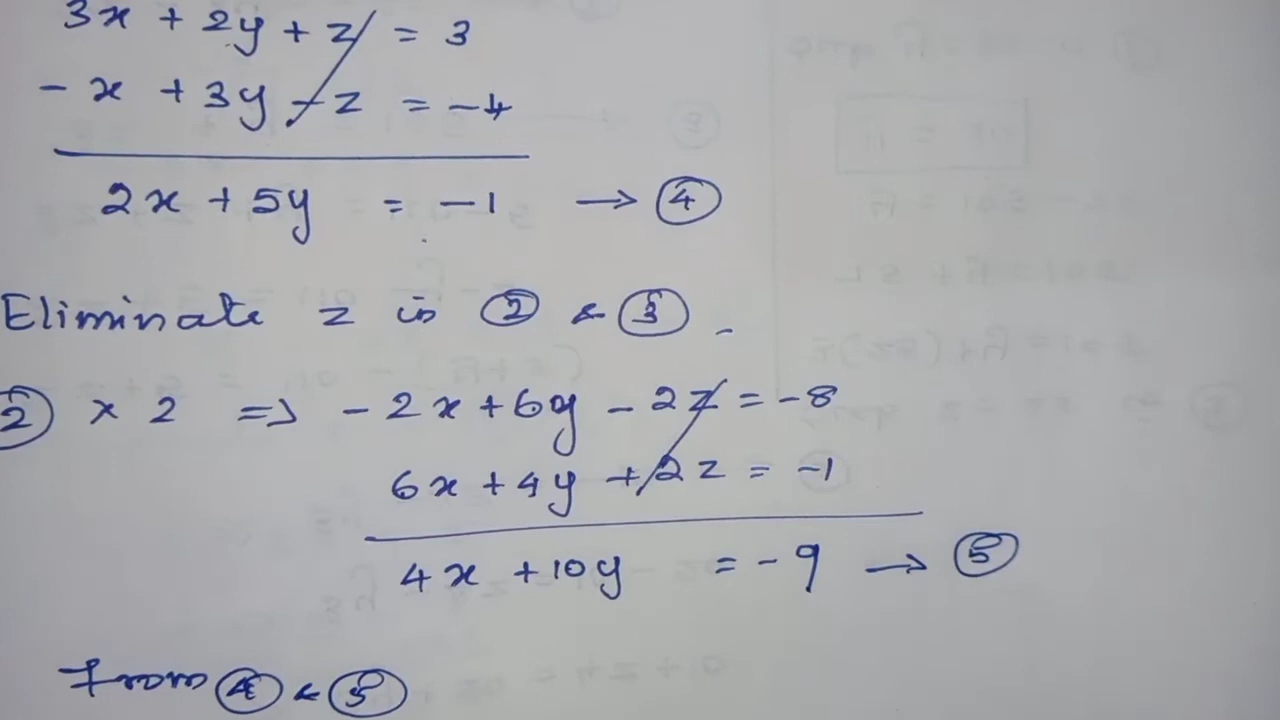 3x + 2y + z = 3
- x + 3y - z = -4
2x + 5y = -1 → ④
Eliminate z in ② & ③.
② × 2 ⇒ -2x + 6y - 2z = -8
6x + 4y + 2z = -1
4x + 10y = -9 → ⑤
From ④ & ⑤